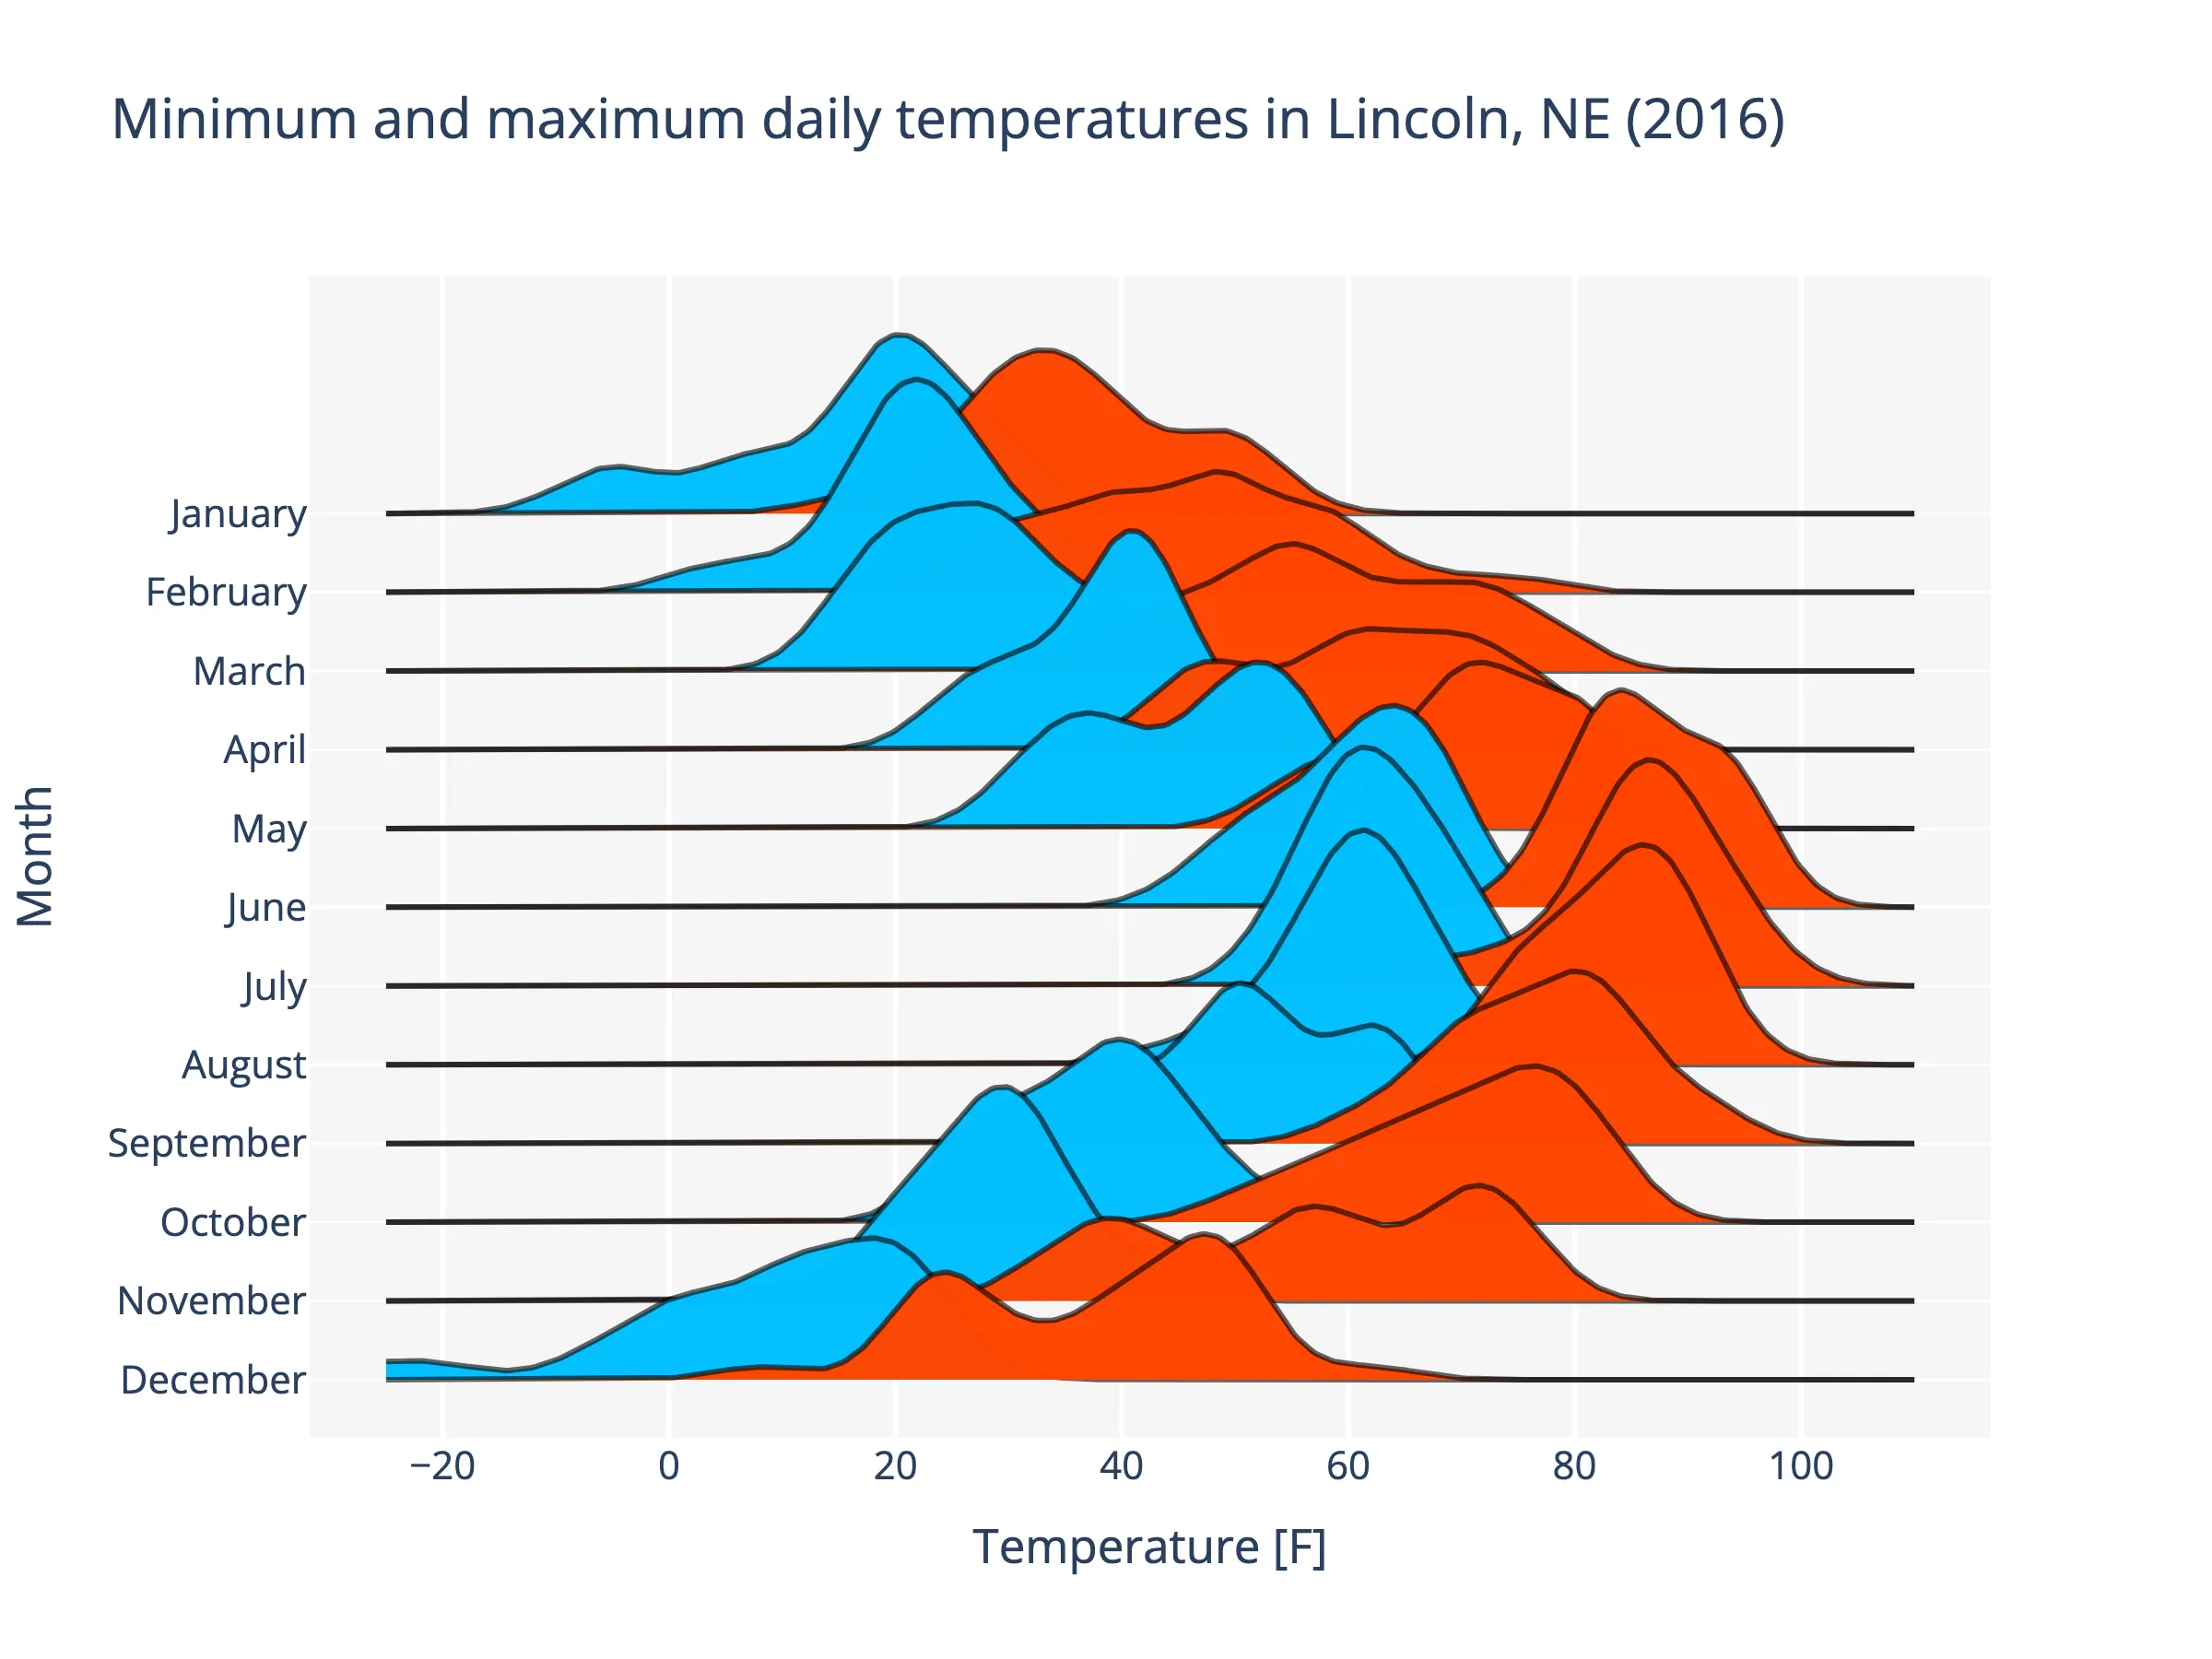 Minimum and maximum daily temperatures in Lincoln, NE (2016)
January
February
March
April
May
June
July
August
September
October
November
December
Month
−20 0 20 40 60 80 100
Temperature [F]